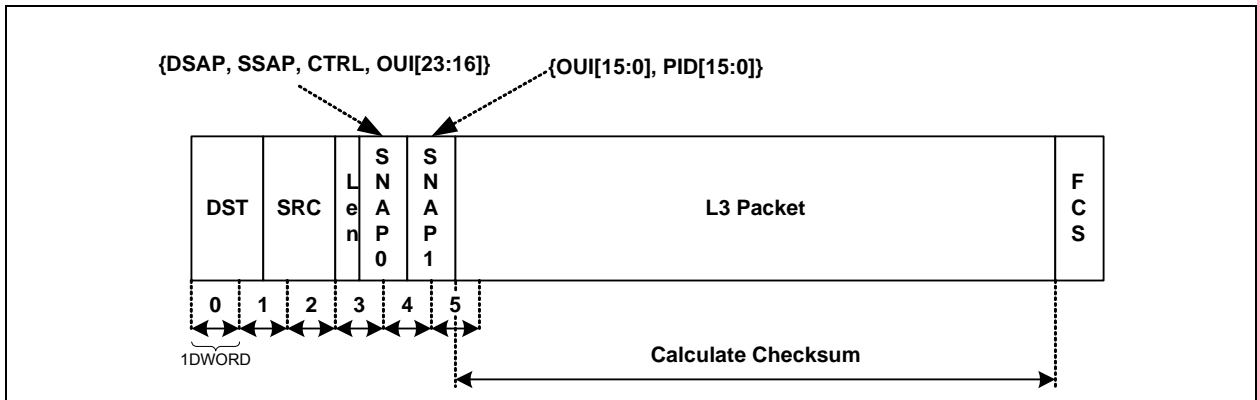 {DSAP, SSAP, CTRL, OUI[23:16]} {OUI[15:0], PID[15:0]}
DST SRC Len SNAP0 SNAP1 L3 Packet FCS
0 1 2 3 4 5
1DWORD
Calculate Checksum